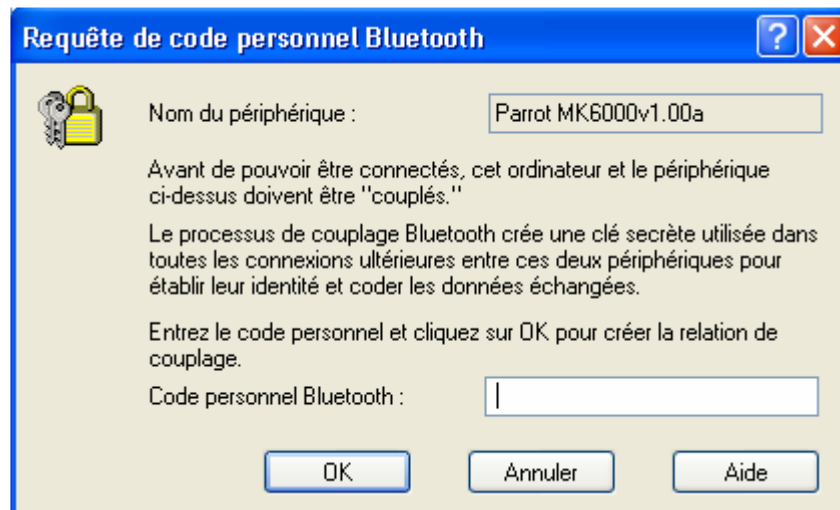 Requête de code personnel Bluetooth
Nom du périphérique : Parrot MK6000v1.00a
Avant de pouvoir être connectés, cet ordinateur et le périphérique
ci-dessus doivent être "couplés."
Le processus de couplage Bluetooth crée une clé secrète utilisée dans
toutes les connexions ultérieures entre ces deux périphériques pour
établir leur identité et coder les données échangées.
Entrez le code personnel et cliquez sur OK pour créer la relation de
couplage.
Code personnel Bluetooth :
OK Annuler Aide